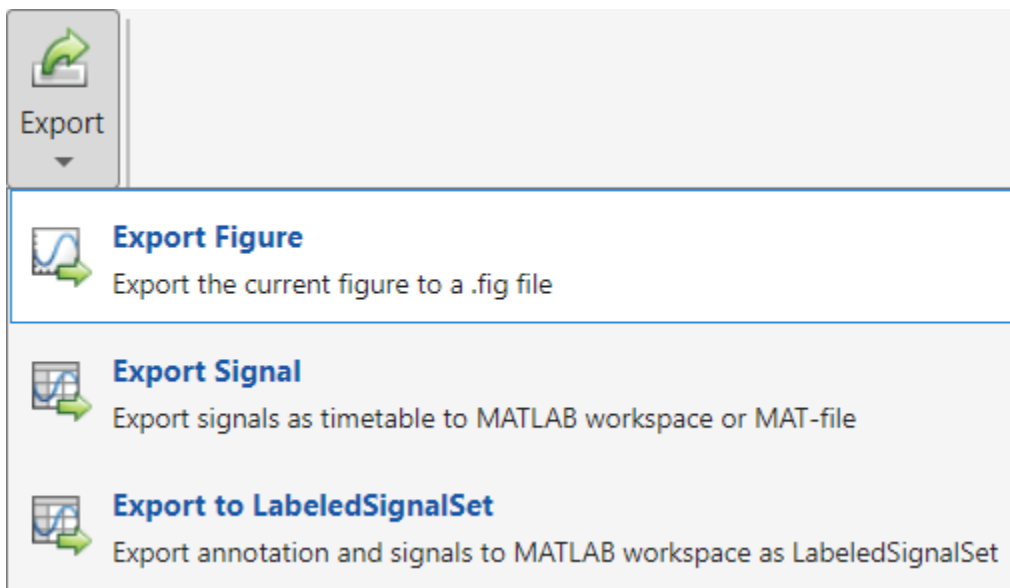 Export
Export Figure
Export the current figure to a .fig file
Export Signal
Export signals as timetable to MATLAB workspace or MAT-file
Export to LabeledSignalSet
Export annotation and signals to MATLAB workspace as LabeledSignalSet